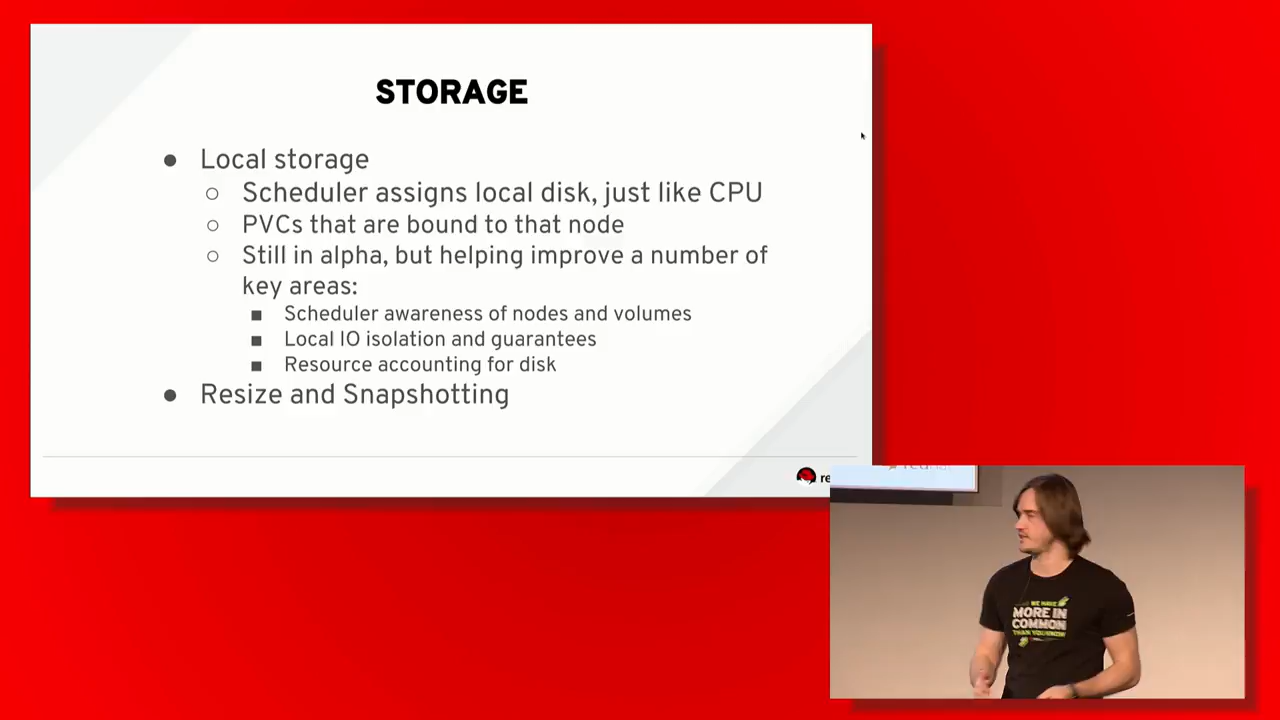 STORAGE
● Local storage
○ Scheduler assigns local disk, just like CPU
○ PVCs that are bound to that node
○ Still in alpha, but helping improve a number of
key areas:
■ Scheduler awareness of nodes and volumes
■ Local IO isolation and guarantees
■ Resource accounting for disk
● Resize and Snapshotting
re
redhat
WE HAVE
MORE IN
COMMON
THAN YOU KNOW